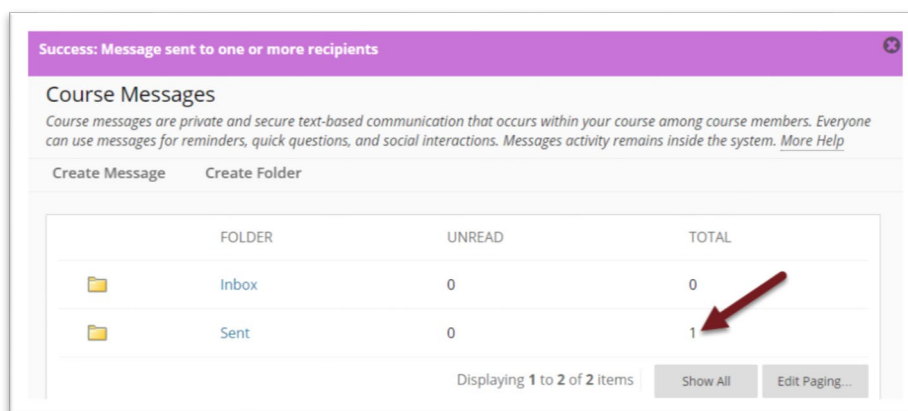 Success: Message sent to one or more recipients
Course Messages
Course messages are private and secure text-based communication that occurs within your course among course members. Everyone
can use messages for reminders, quick questions, and social interactions. Messages activity remains inside the system. More Help
Create Message Create Folder
FOLDER UNREAD TOTAL
Inbox 0 0
Sent 0 1
Displaying 1 to 2 of 2 items Show All Edit Paging...